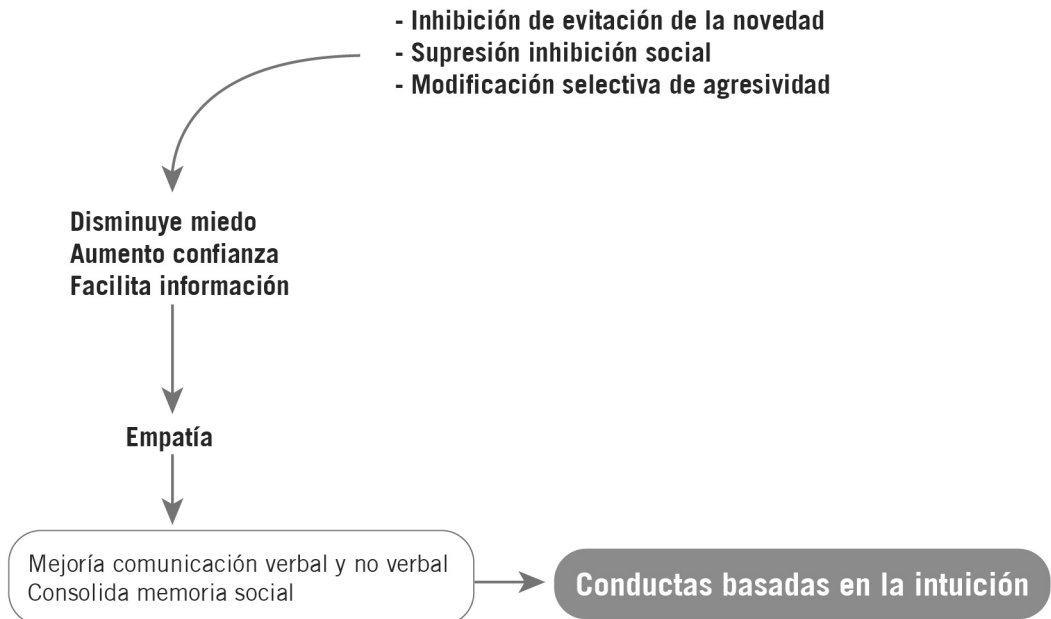 - Inhibición de evitación de la novedad
- Supresión inhibición social
- Modificación selectiva de agresividad
Disminuye miedo
Aumento confianza
Facilita información
Empatía
Mejoría comunicación verbal y no verbal
Consolida memoria social
Conductas basadas en la intuición